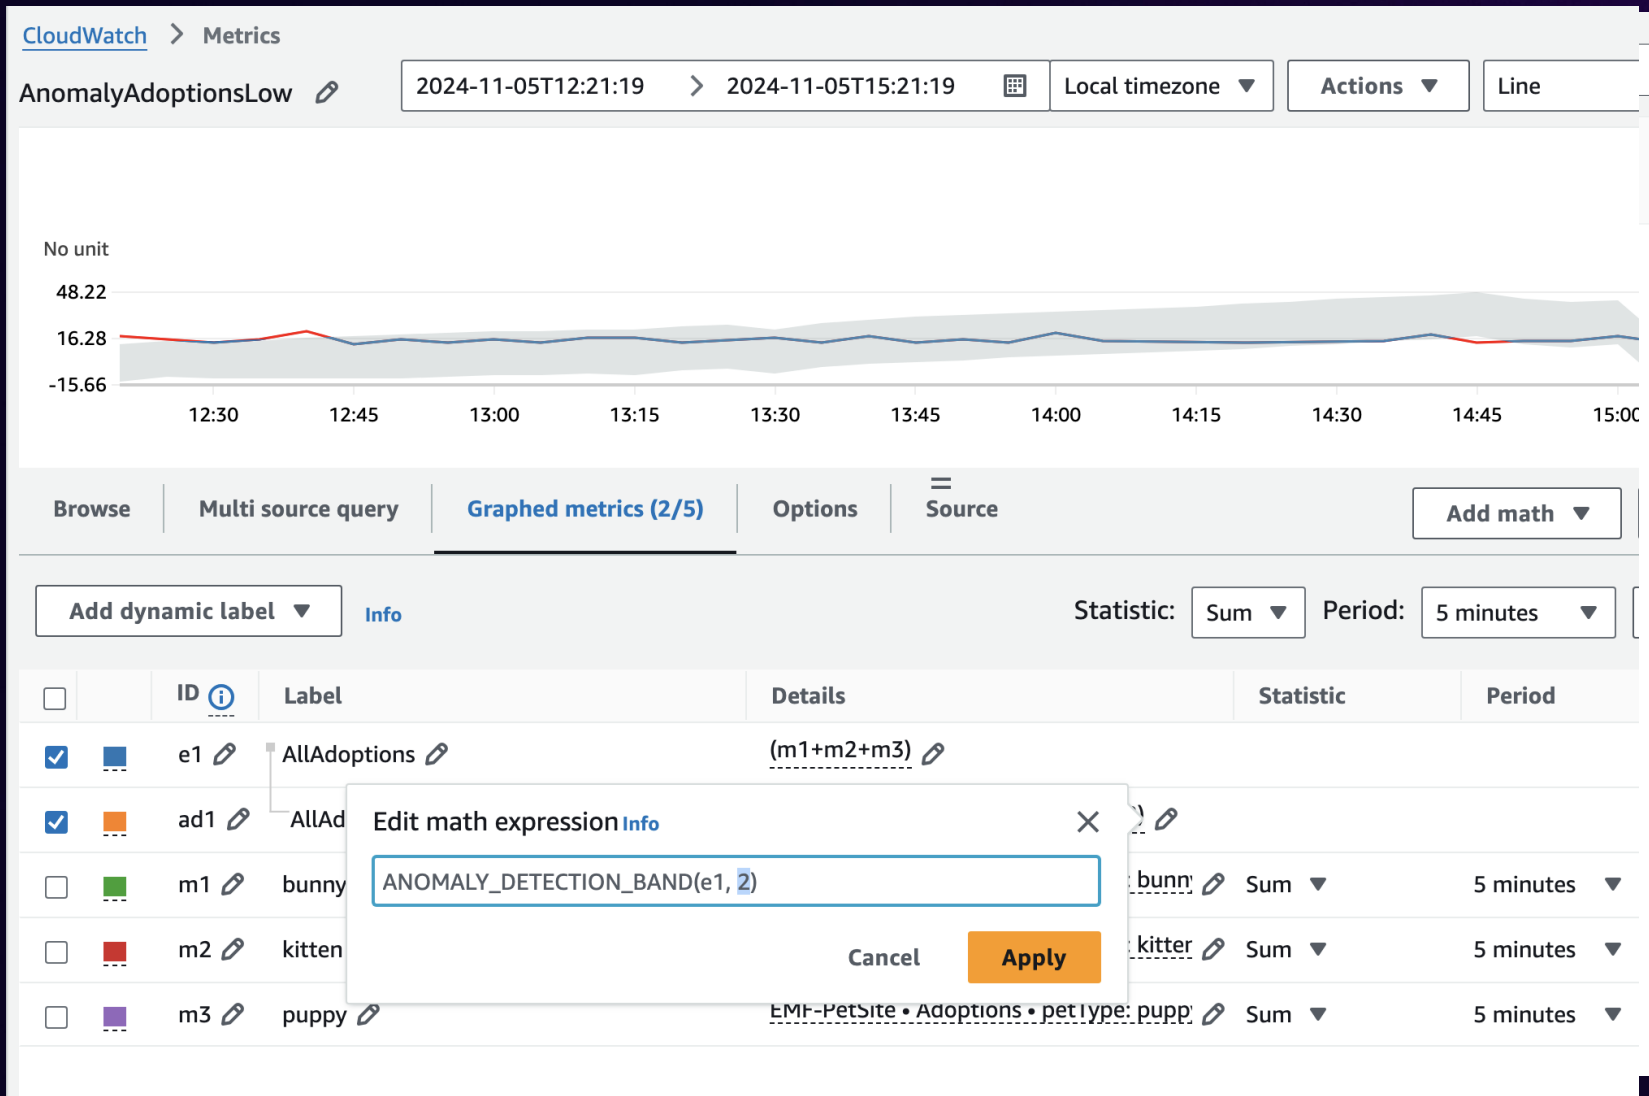 CloudWatch > Metrics
AnomalyAdoptionsLow
2024-11-05T12:21:19 > 2024-11-05T15:21:19
Local timezone
Actions
Line
No unit
48.22
16.28
-15.66
12:30 12:45 13:00 13:15 13:30 13:45 14:00 14:15 14:30 14:45 15:00
Browse
Multi source query
Graphed metrics (2/5)
Options
Source
Add math
Add dynamic label
Info
Statistic: Sum
Period: 5 minutes
ID Label Details Statistic Period
e1 AllAdoptions (m1+m2+m3)
ad1 AllAd
Edit math expression Info
ANOMALY_DETECTION_BAND(e1, 2)
Cancel Apply
m1 bunny : bunny Sum 5 minutes
m2 kitten : kitten Sum 5 minutes
m3 puppy EMF-PetSite • Adoptions • petType: puppy Sum 5 minutes